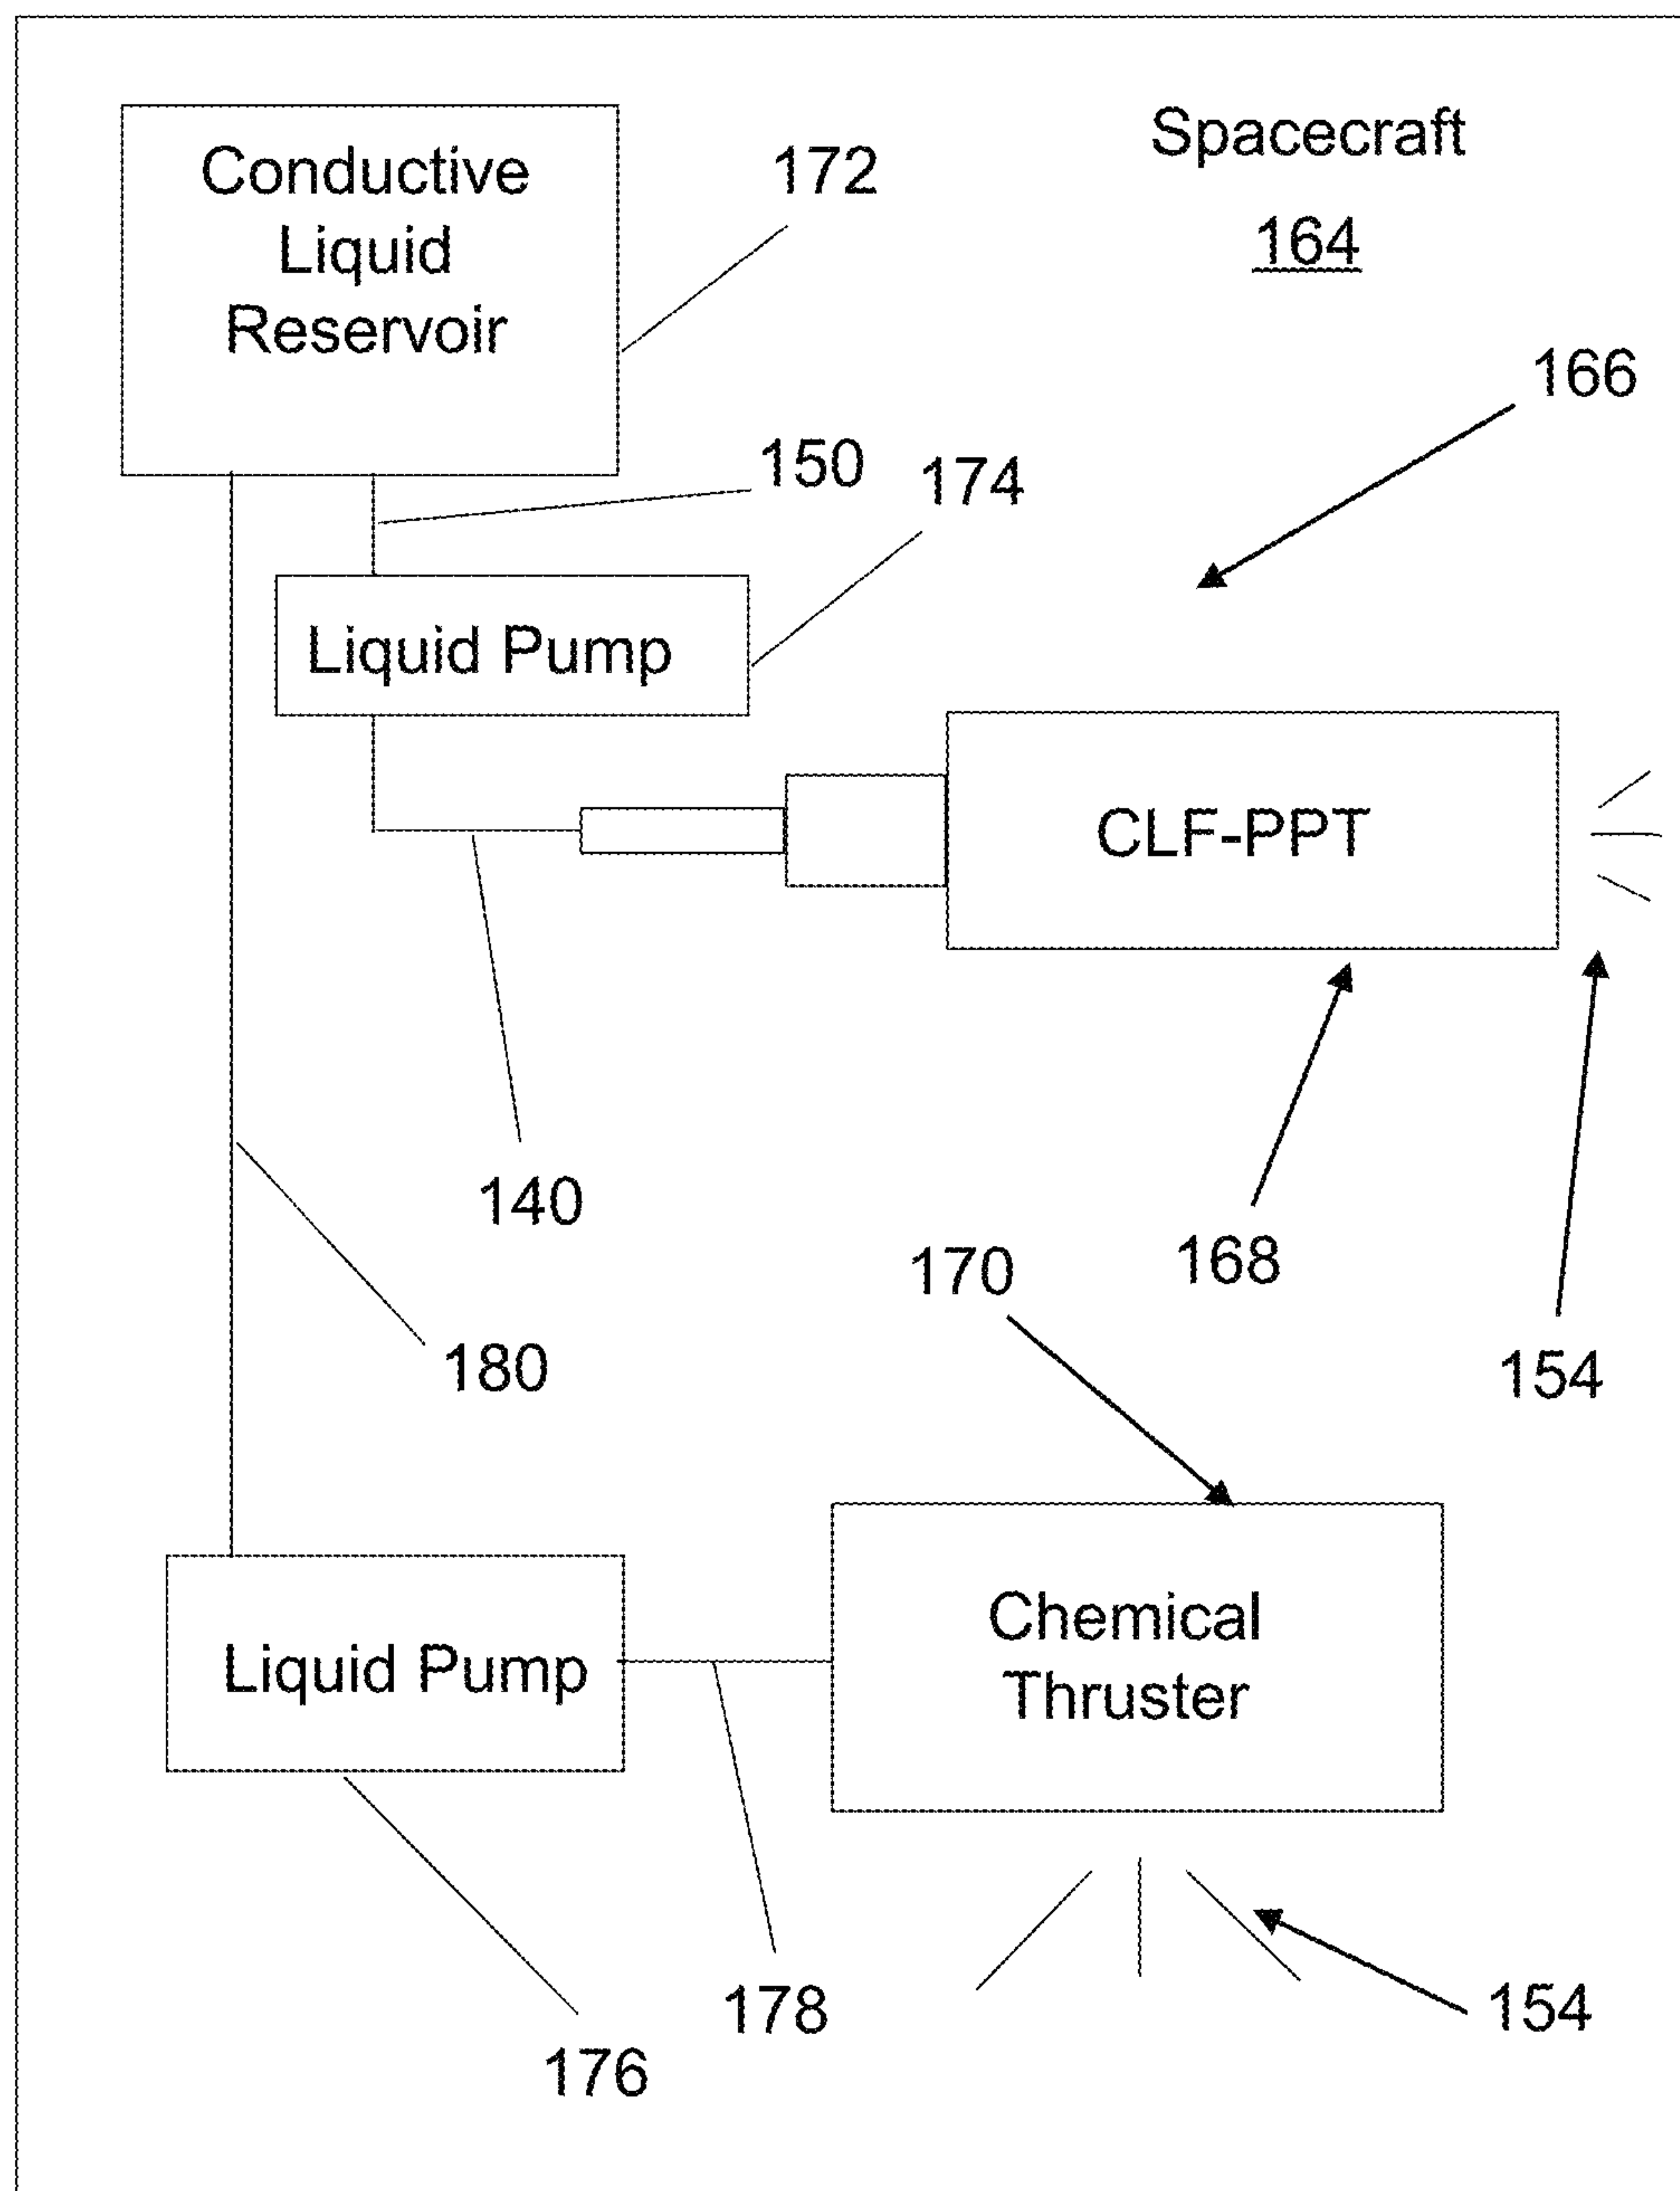 Spacecraft
164
Conductive
Liquid
Reservoir
172
166
150
174
Liquid Pump
CLF-PPT
140
168
170
180
154
Chemical
Thruster
Liquid Pump
178
154
176